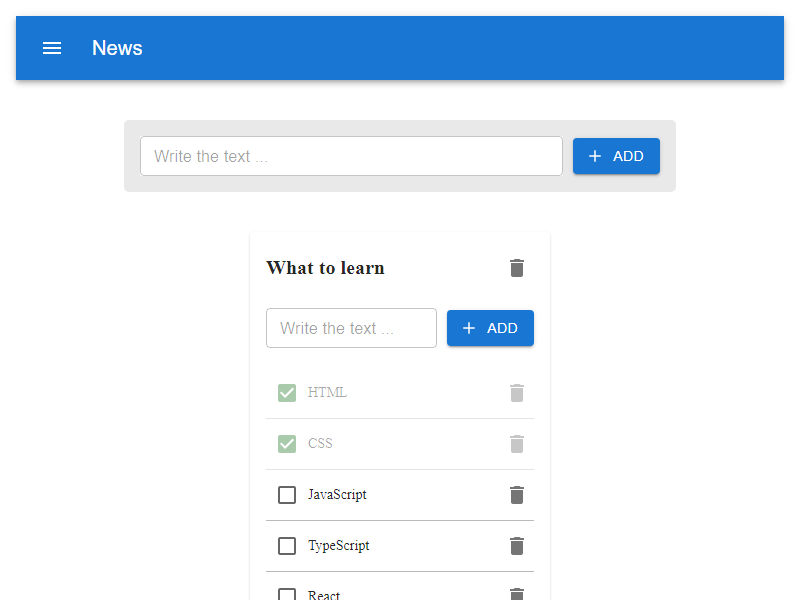 News
Write the text ...
ADD
What to learn
Write the text ...
ADD
HTML
CSS
JavaScript
TypeScript
React